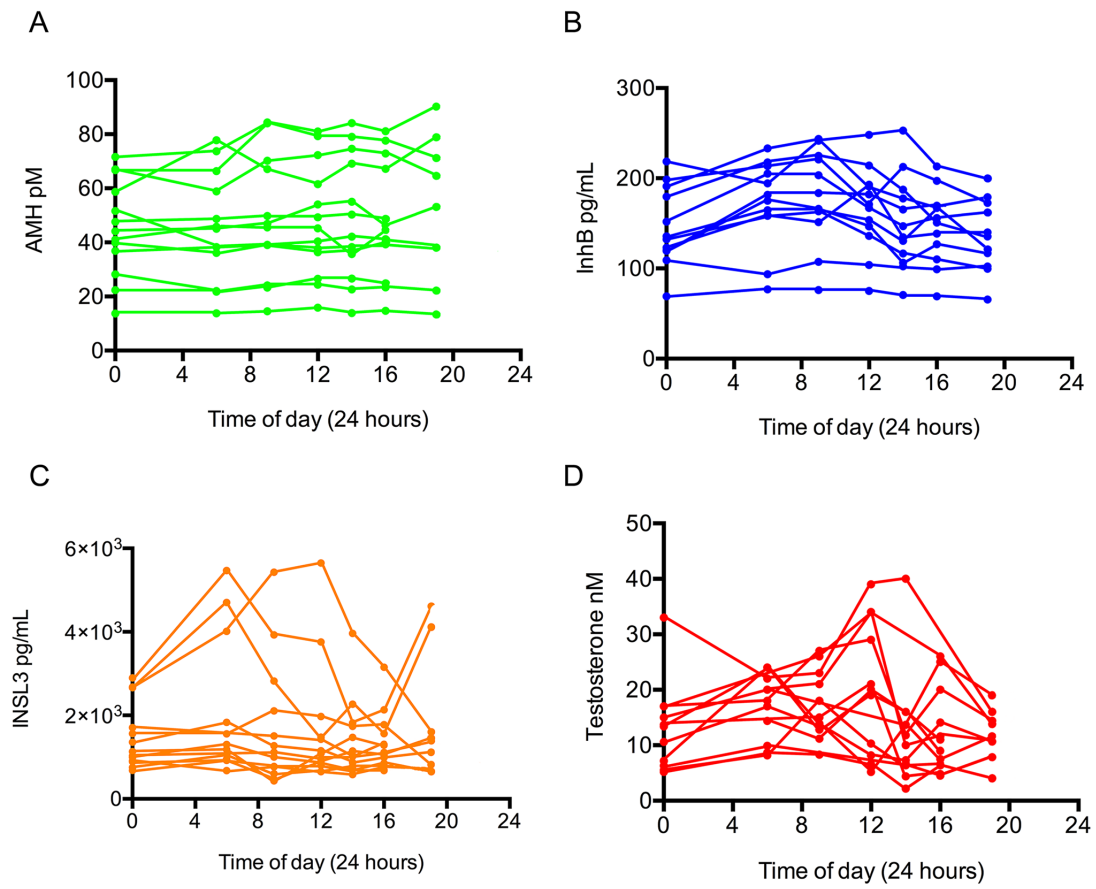 A
B
100
80
60
40
20
0
AMH pM
0 4 8 12 16 20 24
Time of day (24 hours)
300
200
100
0
InhB pg/mL
0 4 8 12 16 20 24
Time of day (24 hours)
C
D
6×10³
4×10³
2×10³
0
INSL3 pg/mL
0 4 8 12 16 20 24
Time of day (24 hours)
50
40
30
20
10
0
Testosterone nM
0 4 8 12 16 20 24
Time of day (24 hours)